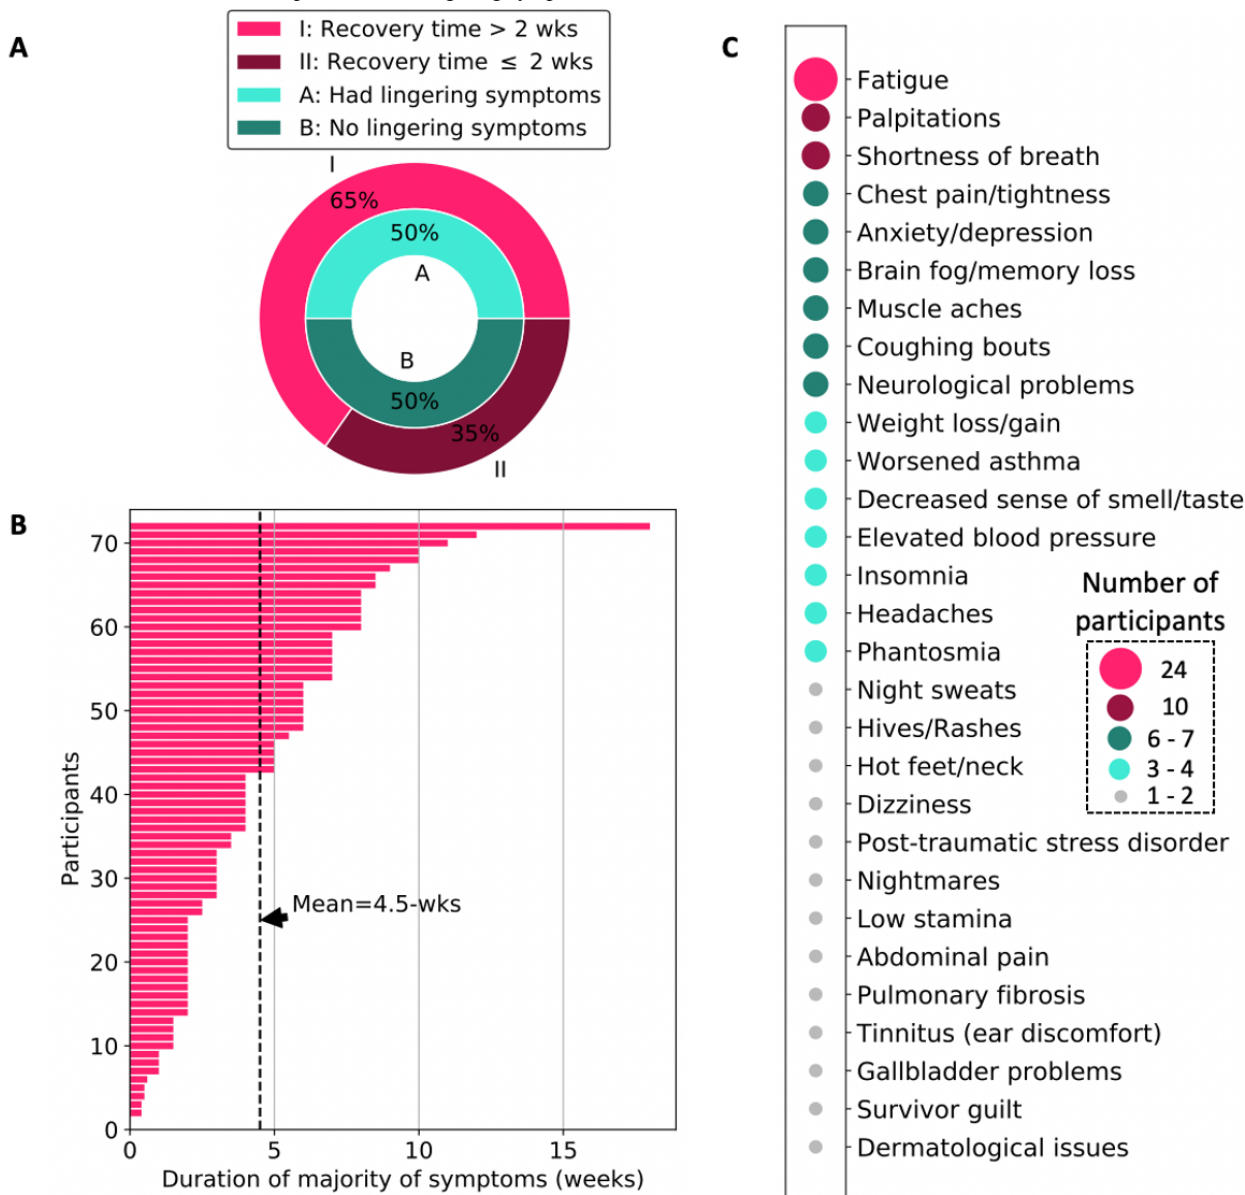 A
I: Recovery time > 2 wks
II: Recovery time ≤ 2 wks
A: Had lingering symptoms
B: No lingering symptoms
I
65%
50%
A
B
50%
35%
II
B
70
60
50
40
30
20
10
0
Participants
Mean=4.5-wks
0 5 10 15
Duration of majority of symptoms (weeks)
C
Fatigue
Palpitations
Shortness of breath
Chest pain/tightness
Anxiety/depression
Brain fog/memory loss
Muscle aches
Coughing bouts
Neurological problems
Weight loss/gain
Worsened asthma
Decreased sense of smell/taste
Elevated blood pressure
Insomnia
Headaches
Phantosmia
Night sweats
Hives/Rashes
Hot feet/neck
Dizziness
Post-traumatic stress disorder
Nightmares
Low stamina
Abdominal pain
Pulmonary fibrosis
Tinnitus (ear discomfort)
Gallbladder problems
Survivor guilt
Dermatological issues
Number of
participants
24
10
6 - 7
3 - 4
1 - 2